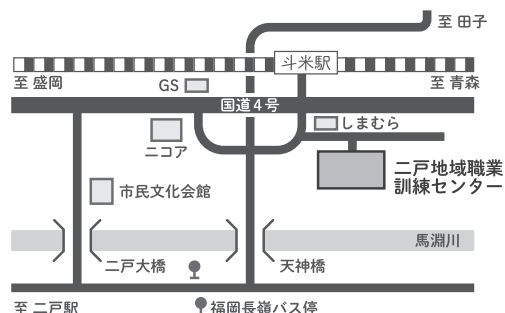 至 田子
斗米駅
至 盛岡
至 青森
GS
国道4号
しまむら
ニコア
二戸地域職業
訓練センター
市民文化会館
馬淵川
二戸大橋
天神橋
至 二戸駅
福岡長嶺バス停